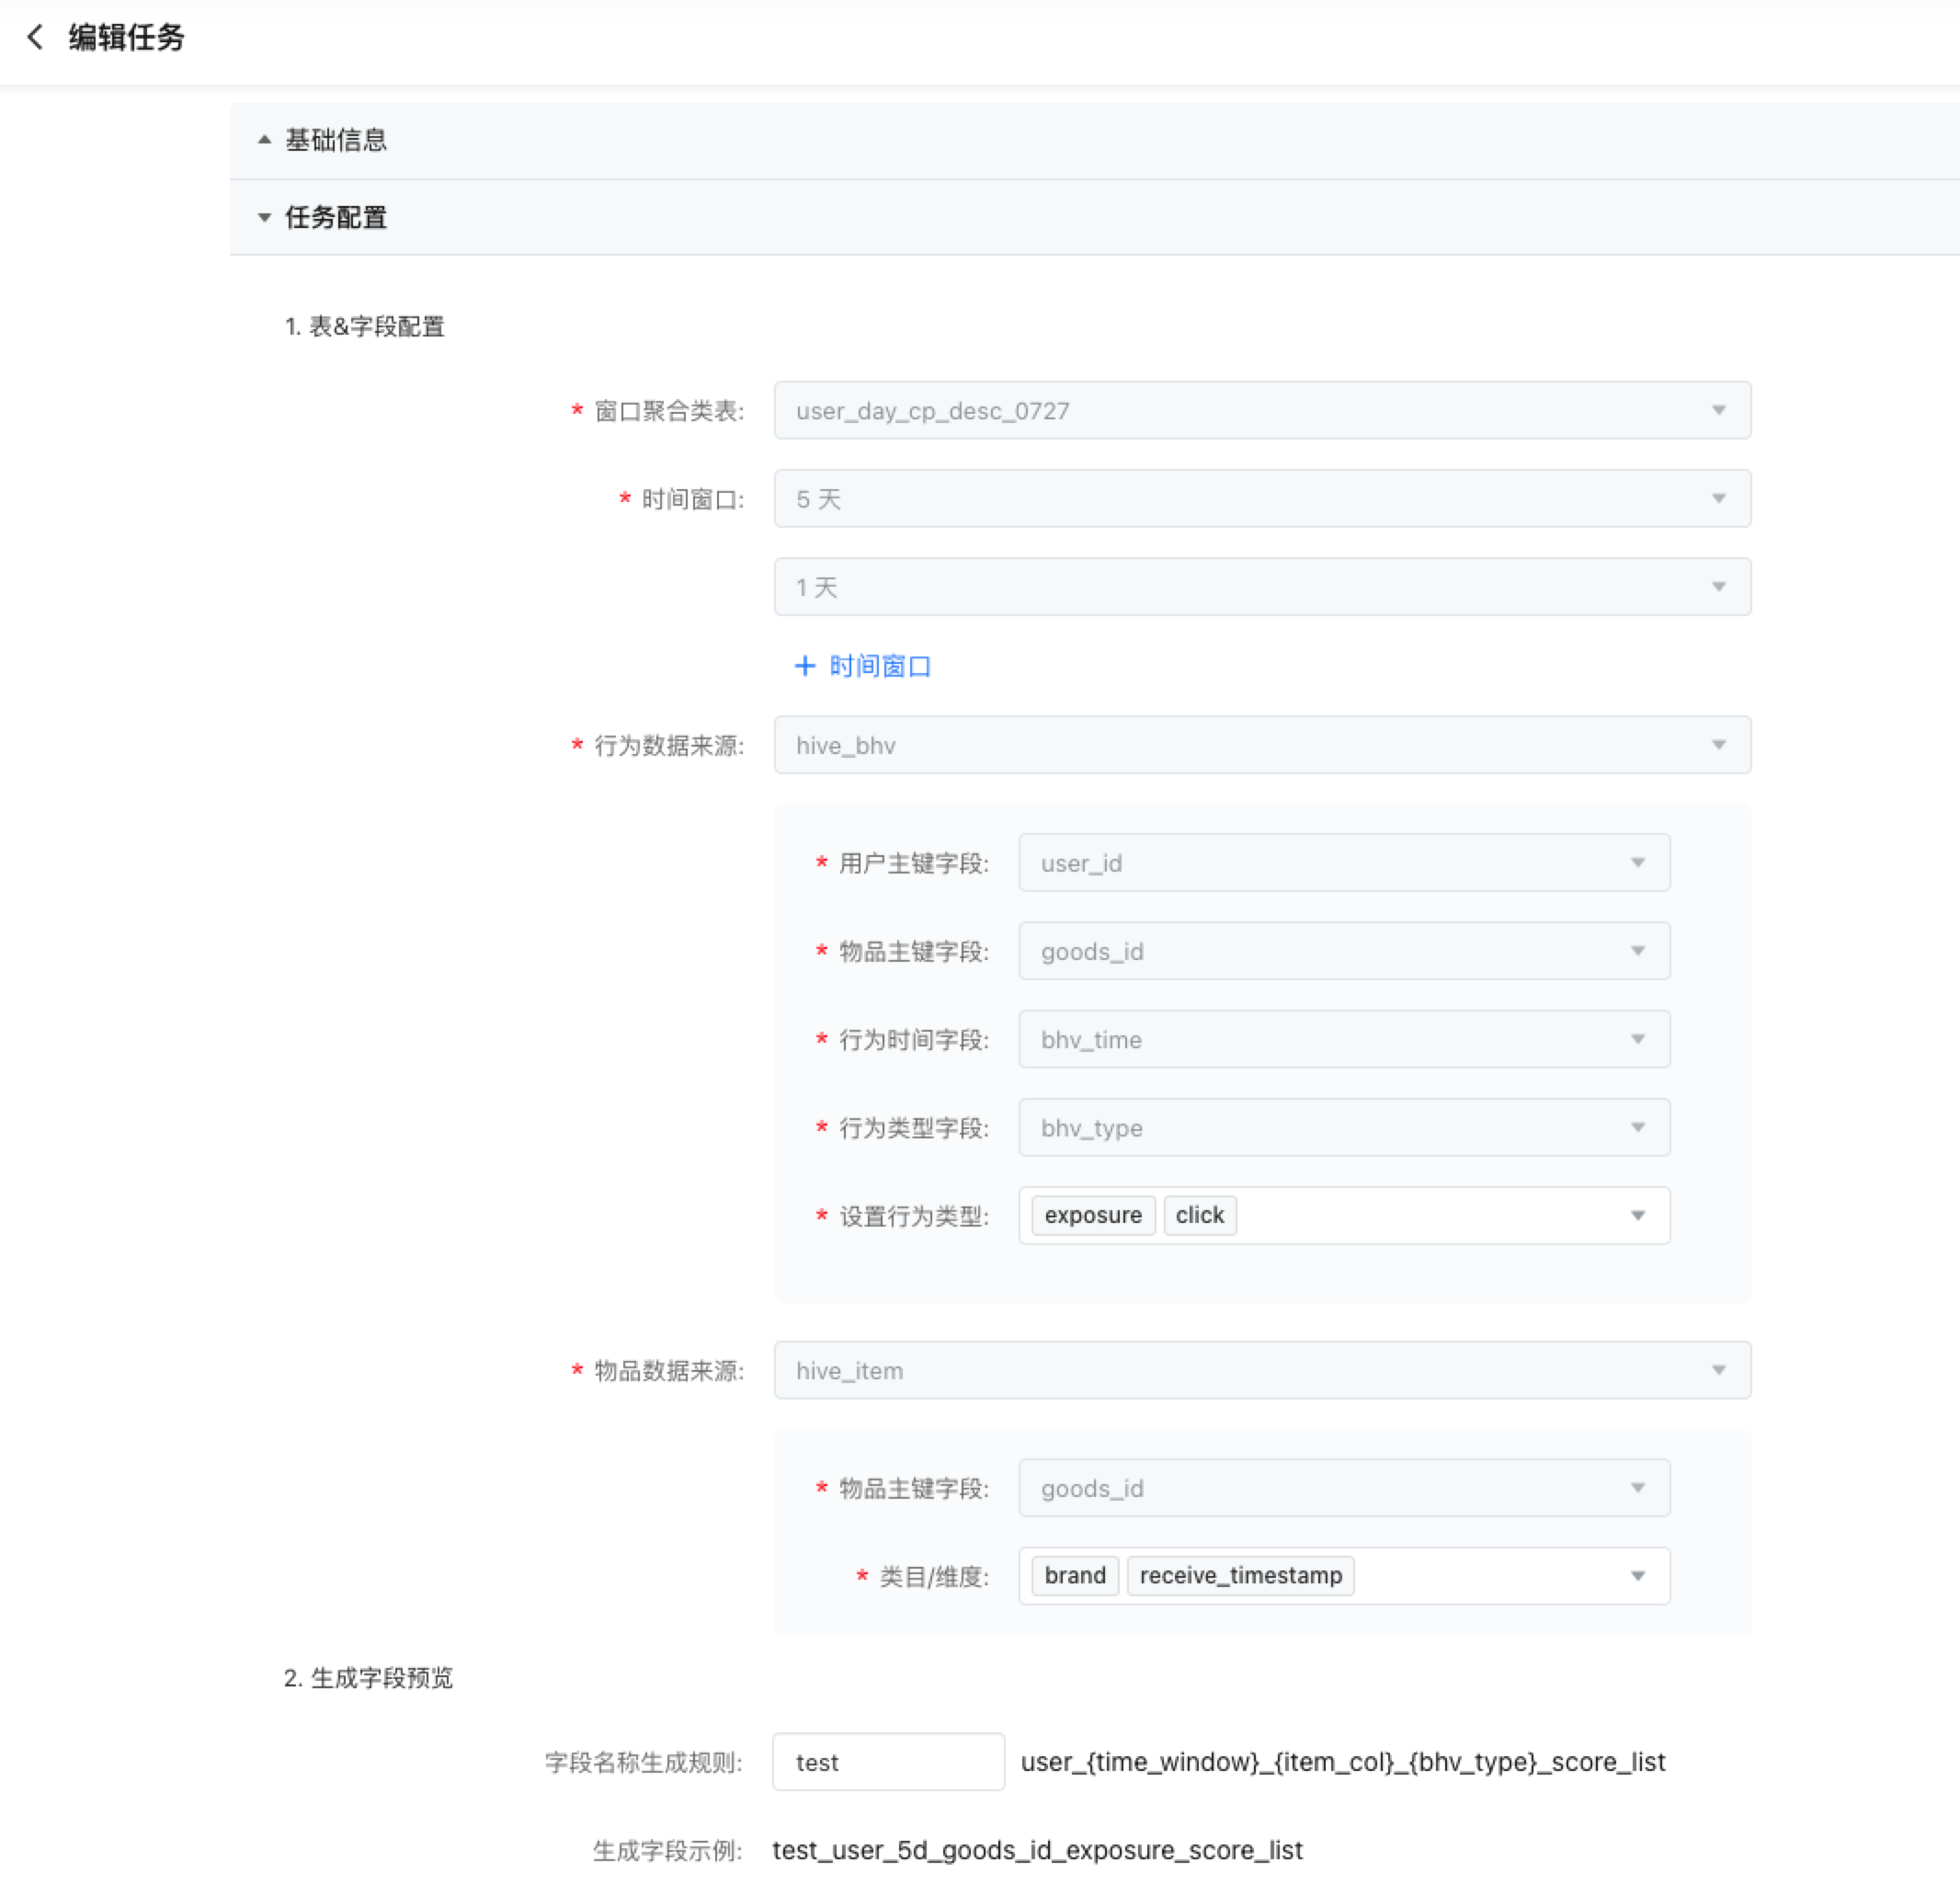 编辑任务
基础信息
任务配置
1. 表&字段配置
* 窗口聚合类表: user_day_cp_desc_0727
* 时间窗口: 5 天
1 天
+ 时间窗口
* 行为数据来源: hive_bhv
* 用户主键字段: user_id
* 物品主键字段: goods_id
* 行为时间字段: bhv_time
* 行为类型字段: bhv_type
* 设置行为类型: exposure click
* 物品数据来源: hive_item
* 物品主键字段: goods_id
* 类目/维度: brand receive_timestamp
2. 生成字段预览
字段名称生成规则: test user_{time_window}_{item_col}_{bhv_type}_score_list
生成字段示例: test_user_5d_goods_id_exposure_score_list